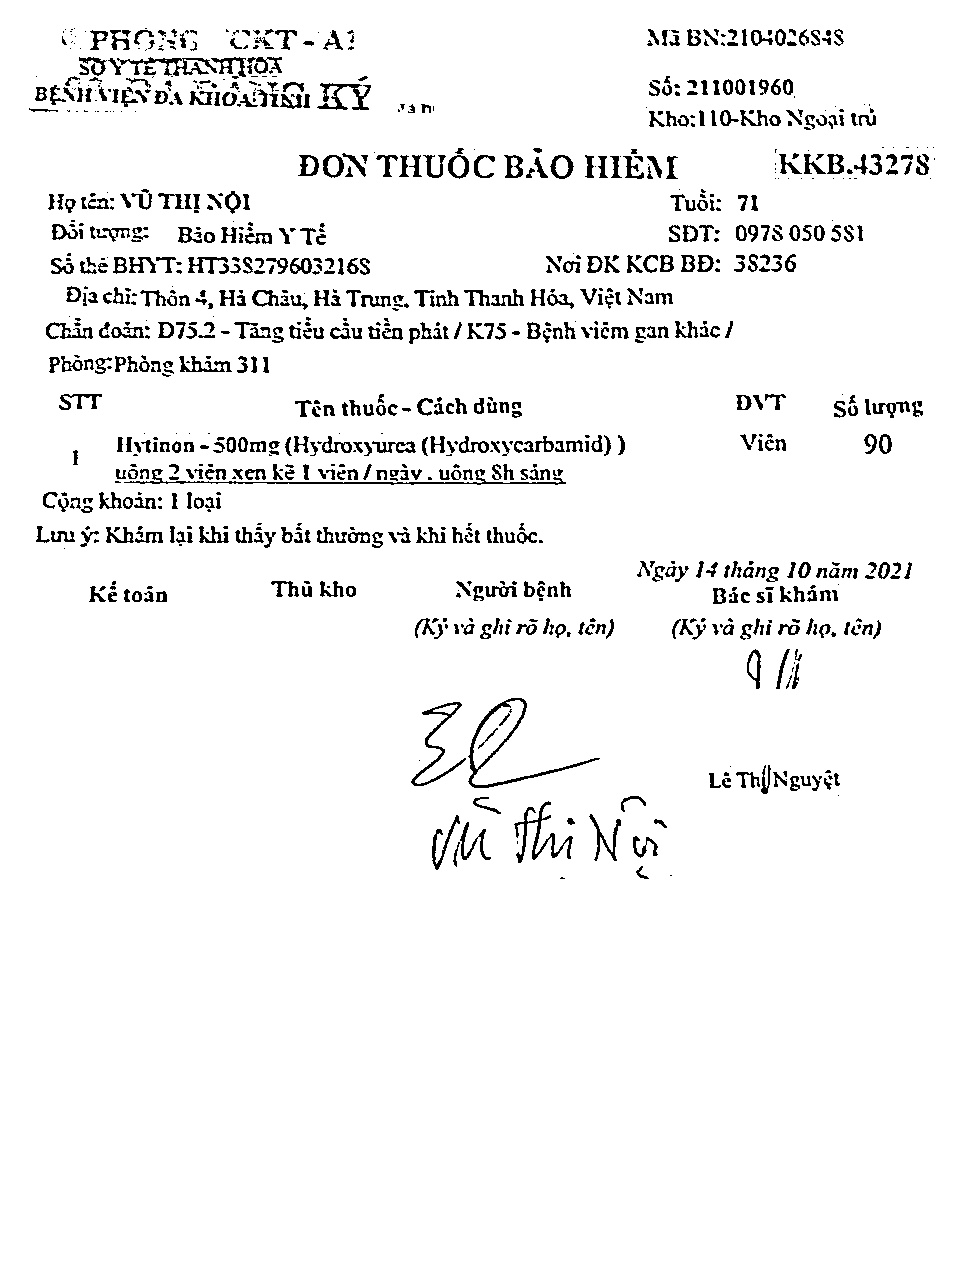 PHÒNG CKT - A1
SỞ Y TẾ THANH HÓA
BỆNH VIỆN ĐA KHOA TỈNH KÝ
Mã BN:2104026848
Số: 211001960
Kho:110-Kho Ngoại trú
ĐƠN THUỐC BẢO HIỂM KKB.43278
Họ tên: VŨ THỊ NỘI Tuổi: 71
Đối tượng: Bảo Hiểm Y Tế SĐT: 0978 050 581
Số thẻ BHYT: HT3382796032168 Nơi ĐK KCB BĐ: 38236
Địa chỉ: Thôn 4, Hà Châu, Hà Trung, Tỉnh Thanh Hóa, Việt Nam
Chẩn đoán: D75.2 - Tăng tiểu cầu tiên phát / K75 - Bệnh viêm gan khác /
Phòng:Phòng khám 311
STT Tên thuốc - Cách dùng ĐVT Số lượng
1 Hytinon - 500mg (Hydroxyurea (Hydroxycarbamid) ) Viên 90
uống 2 viên xen kẽ 1 viên / ngày . uống 8h sáng
Cộng khoản: 1 loại
Lưu ý: Khám lại khi thấy bất thường và khi hết thuốc.
Ngày 14 tháng 10 năm 2021
Kế toán Thủ kho Người bệnh Bác sĩ khám
(Ký và ghi rõ họ, tên) (Ký và ghi rõ họ, tên)
Lê Thị Nguyệt
Vũ Thị Nội